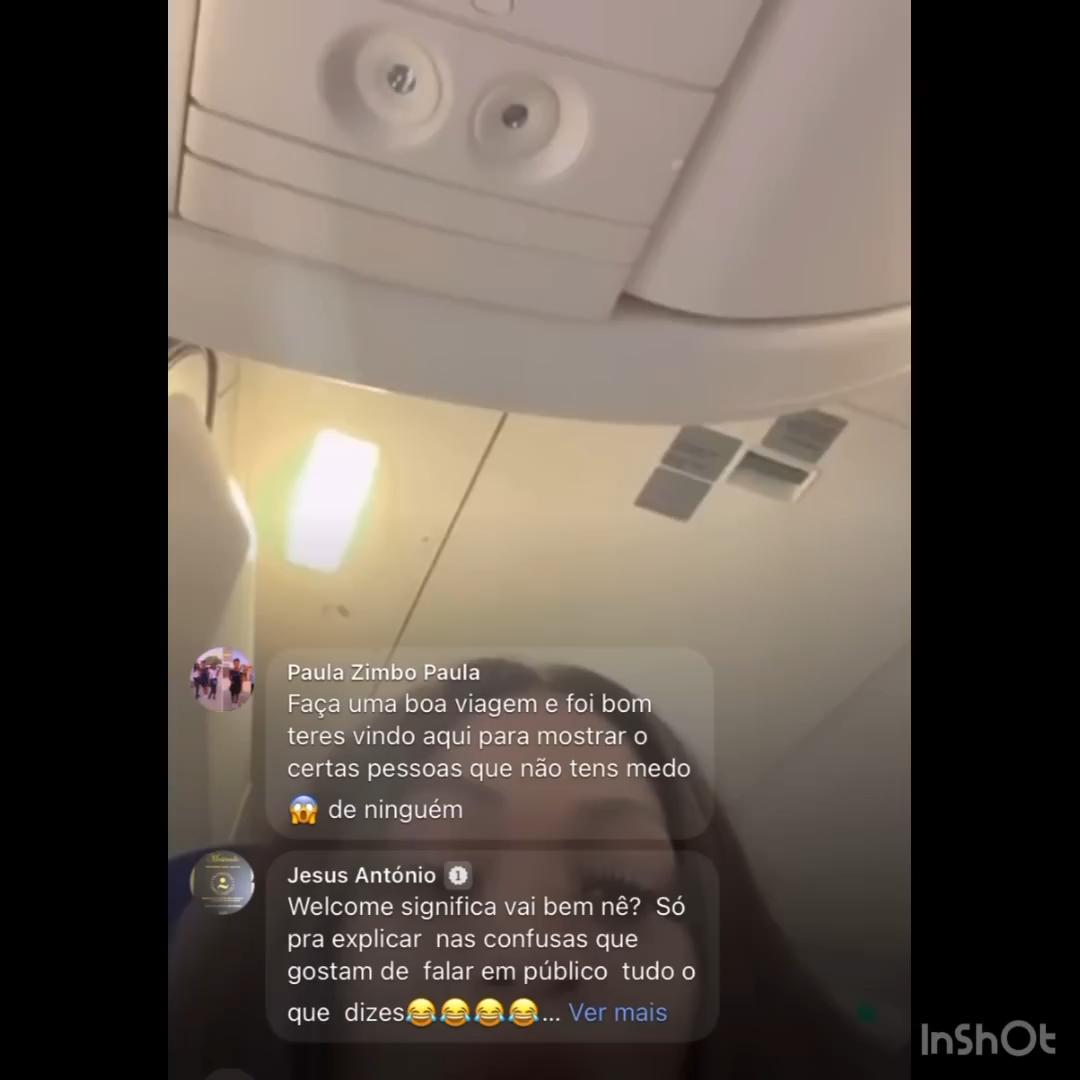 Paula Zimbo Paula
Faça uma boa viagem e foi bom
teres vindo aqui para mostrar o
certas pessoas que não tens medo
😱 de ninguém
Jesus António
Welcome significa vai bem nê? Só
pra explicar nas confusas que
gostam de falar em público tudo o
que dizes😂😂😂😂... Ver mais
InShOt